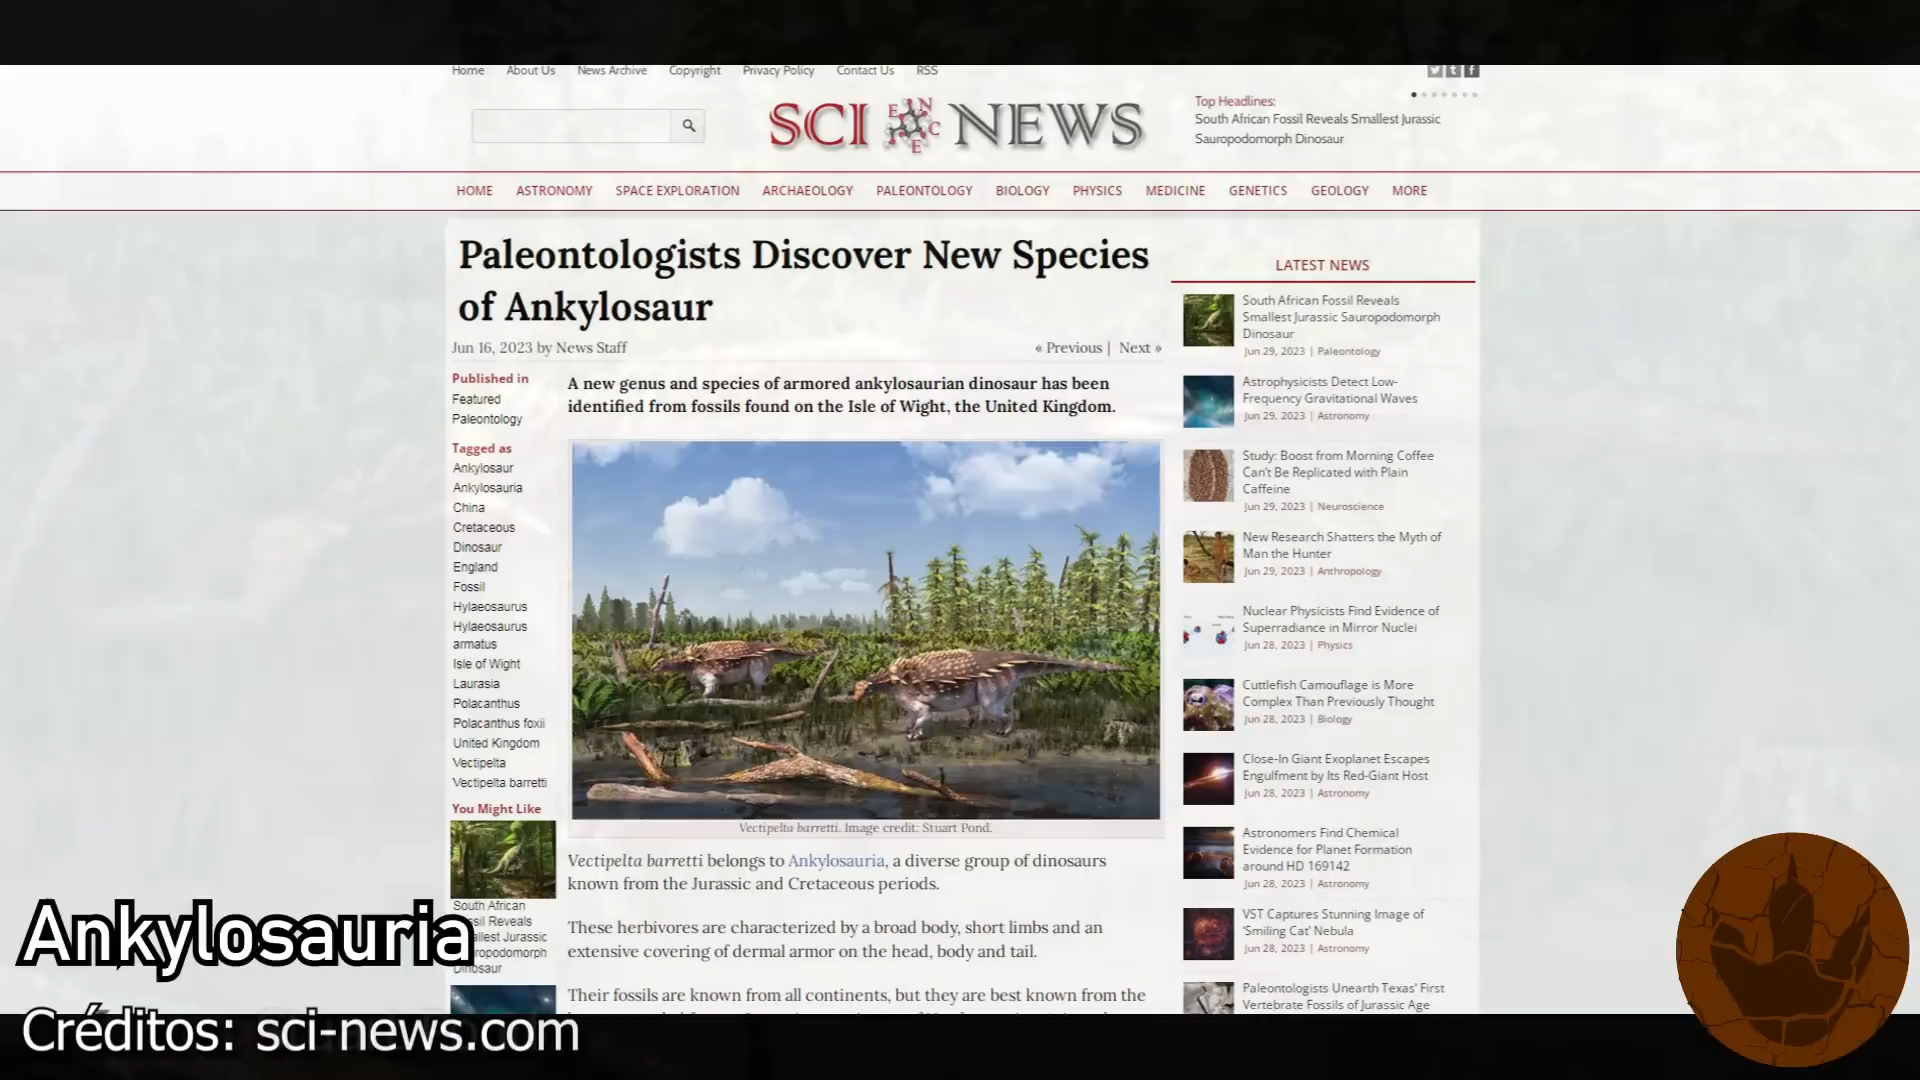 Home About Us News Archive Copyright Privacy Policy Contact Us RSS
SCIENCE NEWS
Top Headlines:
South African Fossil Reveals Smallest Jurassic
Sauropodomorph Dinosaur
HOME ASTRONOMY SPACE EXPLORATION ARCHAEOLOGY PALEONTOLOGY BIOLOGY PHYSICS MEDICINE GENETICS GEOLOGY MORE
Paleontologists Discover New Species
of Ankylosaur
Jun 16, 2023 by News Staff
« Previous | Next »
Published in
Featured
Paleontology
Tagged as
Ankylosaur
Ankylosauria
China
Cretaceous
Dinosaur
England
Fossil
Hylaeosaurus
Hylaeosaurus
armatus
Isle of Wight
Laurasia
Polacanthus
Polacanthus foxii
United Kingdom
Vectipelta
Vectipelta barretti
You Might Like
South African
Reveals
Jurassic
Dinosaur
A new genus and species of armored ankylosaurian dinosaur has been
identified from fossils found on the Isle of Wight, the United Kingdom.
Vectipelta barretti. Image credit: Stuart Pond.
Vectipelta barretti belongs to Ankylosauria, a diverse group of dinosaurs
known from the Jurassic and Cretaceous periods.
These herbivores are characterized by a broad body, short limbs and an
extensive covering of dermal armor on the head, body and tail.
Their fossils are known from all continents, but they are best known from the
LATEST NEWS
South African Fossil Reveals
Smallest Jurassic Sauropodomorph
Dinosaur
Jun 29, 2023 | Paleontology
Astrophysicists Detect Low-
Frequency Gravitational Waves
Jun 29, 2023 | Astronomy
Study: Boost from Morning Coffee
Can't Be Replicated with Plain
Caffeine
Jun 29, 2023 | Neuroscience
New Research Shatters the Myth of
Man the Hunter
Jun 29, 2023 | Anthropology
Nuclear Physicists Find Evidence of
Superradiance in Mirror Nuclei
Jun 28, 2023 | Physics
Cuttlefish Camouflage is More
Complex Than Previously Thought
Jun 28, 2023 | Biology
Close-In Giant Exoplanet Escapes
Engulfment by Its Red-Giant Host
Jun 28, 2023 | Astronomy
Astronomers Find Chemical
Evidence for Planet Formation
around HD 169142
Jun 28, 2023 | Astronomy
VST Captures Stunning Image of
'Smiling Cat' Nebula
Jun 28, 2023 | Astronomy
Paleontologists Unearth Texas' First
Vertebrate Fossils of Jurassic Age
Ankylosauria
Créditos: sci-news.com